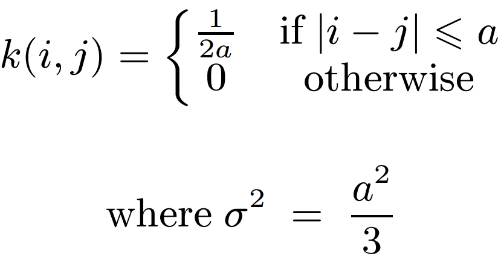 k(i, j) = { 1/2a if |i − j| ⩽ a
0 otherwise
where σ² = a²/3